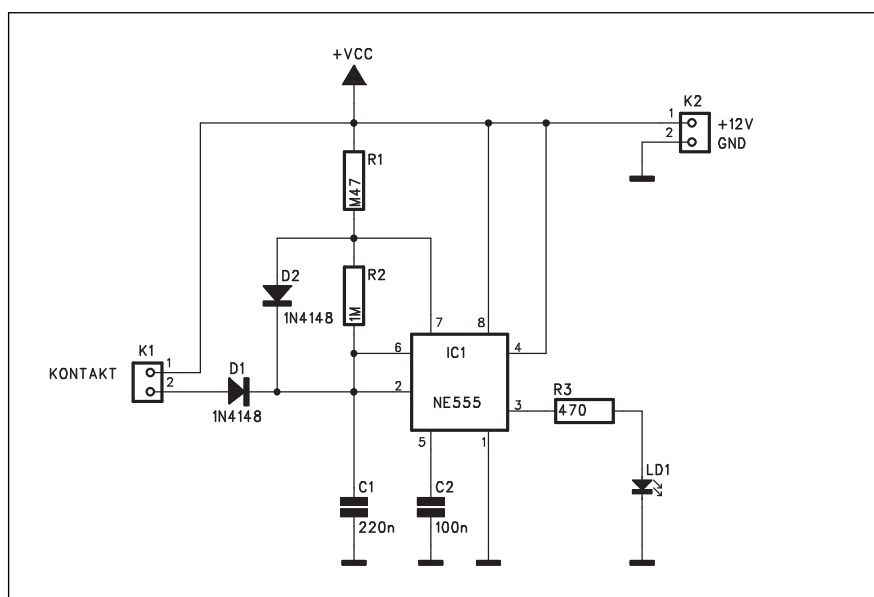 +VCC
K2
1
+12V
2
GND
R1
M47
D2
R2
1N4148
1M
7
8
K1
6
IC1
4
KONTAKT
1
D1
2
2
1N4148
NE555
3
R3
470
5
1
LD1
C1
C2
220n
100n